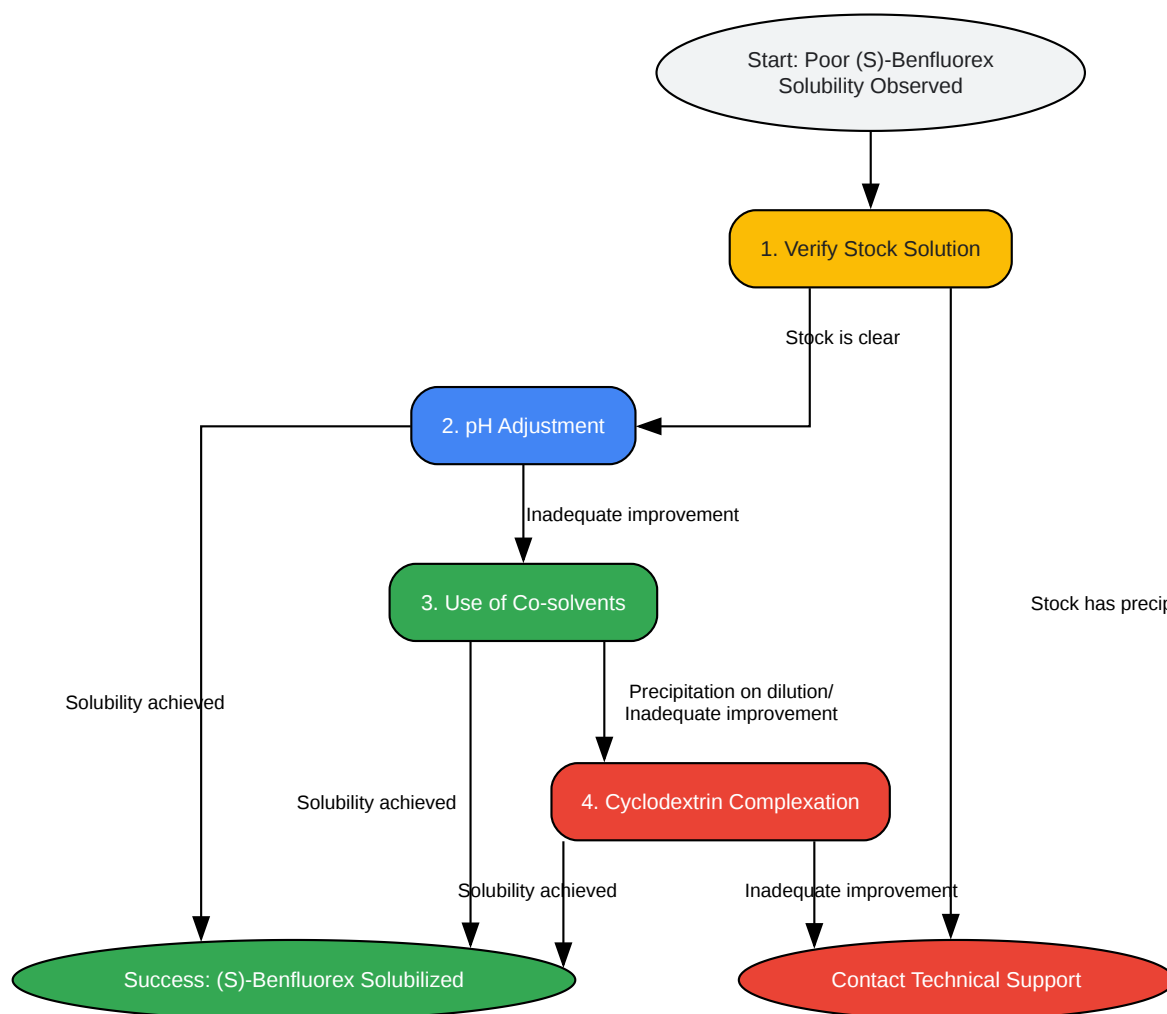 Start: Poor (S)-Benfluorex
Solubility Observed
1. Verify Stock Solution
Stock is clear
2. pH Adjustment
Inadequate improvement
3. Use of Co-solvents
Stock has precip
Solubility achieved
Precipitation on dilution/
Inadequate improvement
Solubility achieved
4. Cyclodextrin Complexation
Solubility achieved
Inadequate improvement
Success: (S)-Benfluorex Solubilized
Contact Technical Support